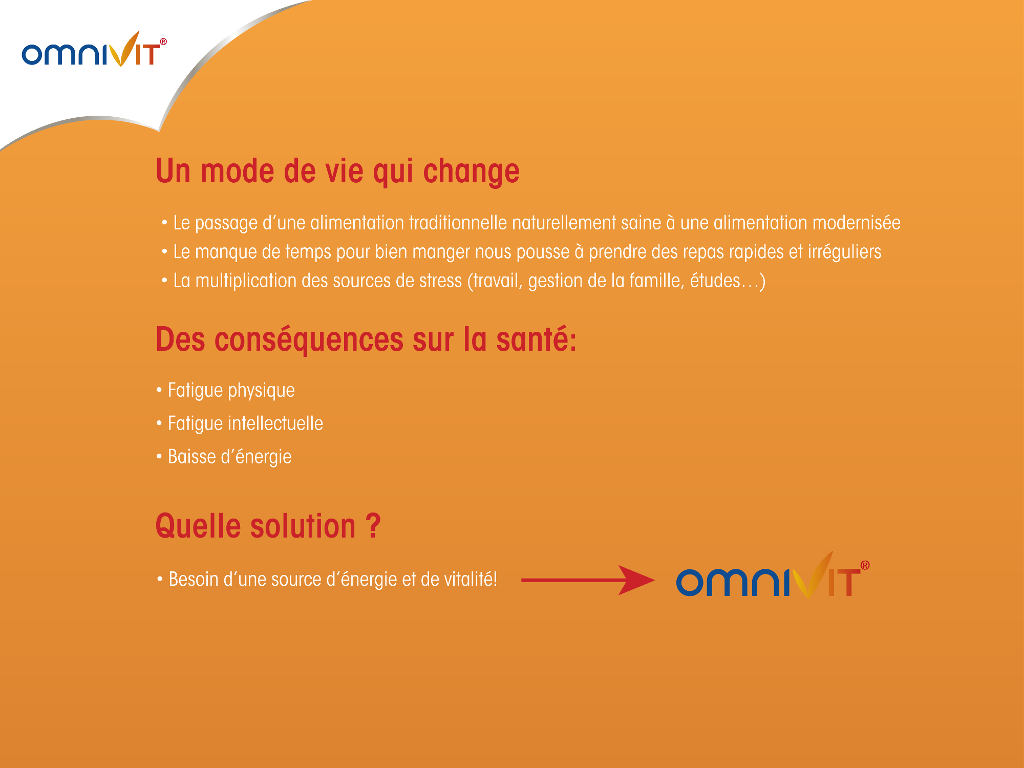 omnivit®
Un mode de vie qui change
• Le passage d'une alimentation traditionnelle naturellement saine à une alimentation modernisée
• Le manque de temps pour bien manger nous pousse à prendre des repas rapides et irréguliers
• La multiplication des sources de stress (travail, gestion de la famille, études…)
Des conséquences sur la santé:
• Fatigue physique
• Fatigue intellectuelle
• Baisse d'énergie
Quelle solution ?
• Besoin d'une source d'énergie et de vitalité! omnivit®